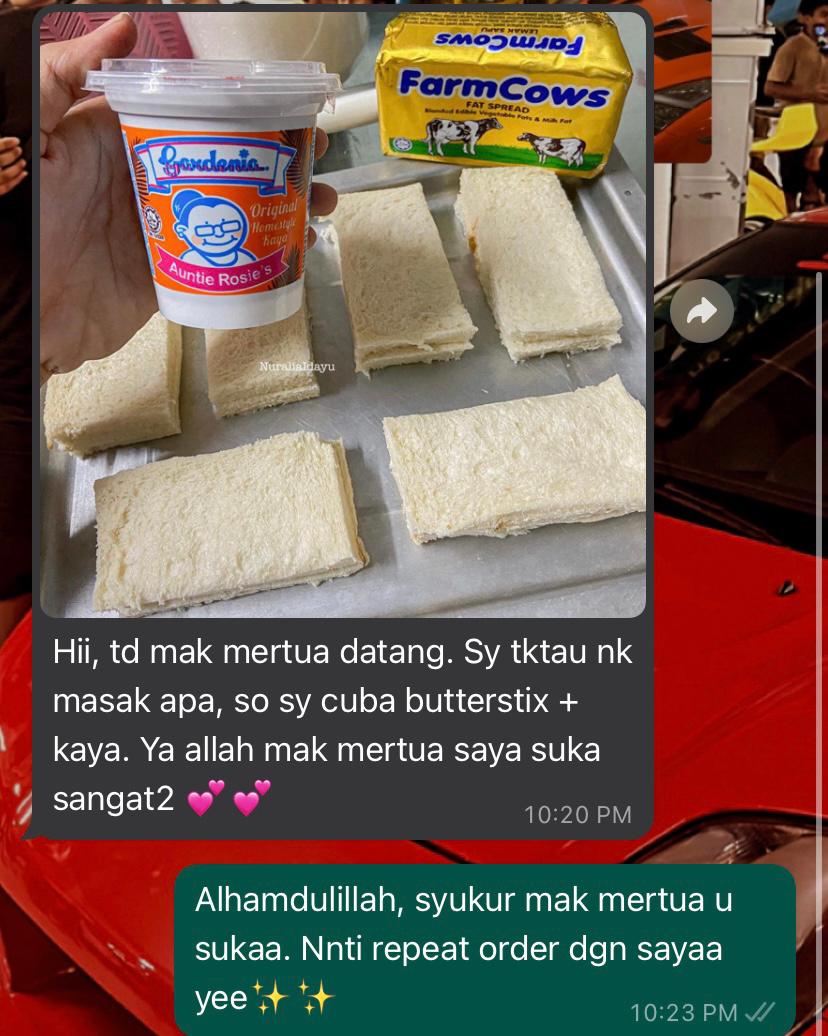 FarmCows
LEMAK SAPU
FarmCows
FAT SPREAD
Blended Edible Vegetable Fats & Milk Fat
Gardenia
Original
Homestyle
Kaya
Auntie Rosie's
NuraliaIdayu
Hii, td mak mertua datang. Sy tktau nk
masak apa, so sy cuba butterstix +
kaya. Ya allah mak mertua saya suka
sangat2 💕 💕
10:20 PM
Alhamdulillah, syukur mak mertua u
sukaa. Nnti repeat order dgn sayaa
yee✨ ✨
10:23 PM